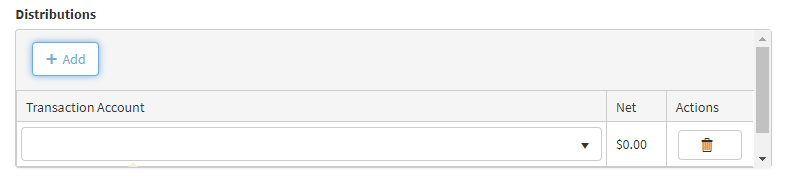 Distributions
+ Add
Transaction Account Net Actions
$0.00